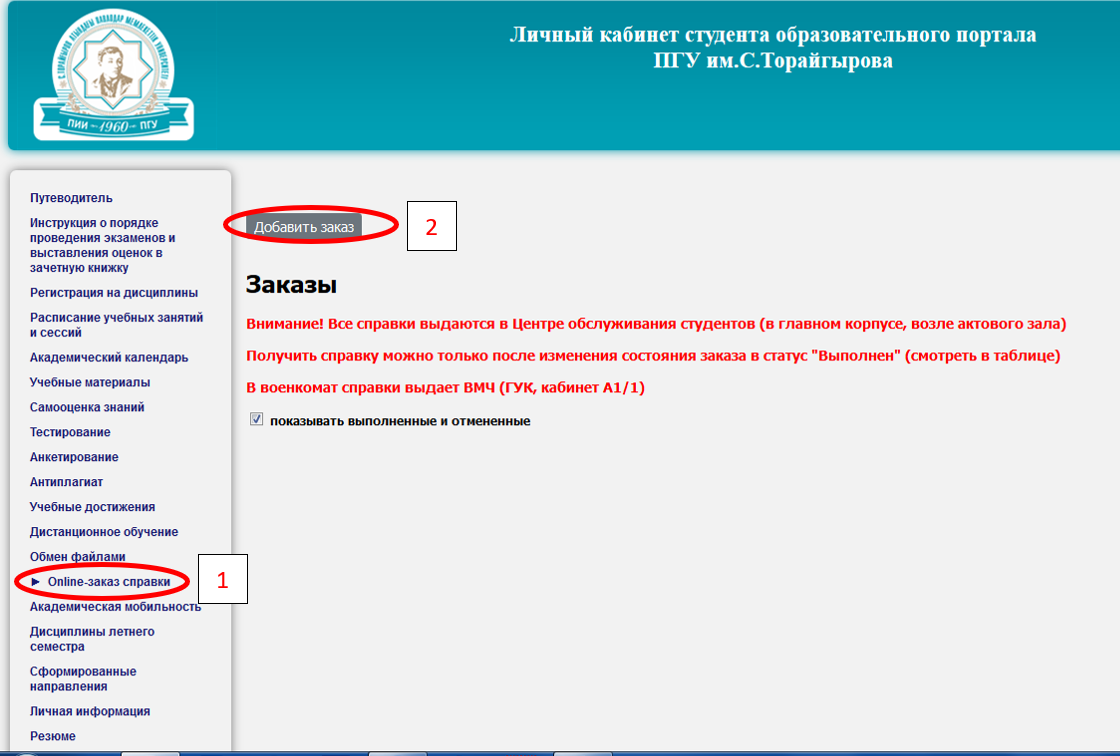 С.ТОРАЙҒЫРОВ АТЫНДАҒЫ ПАВЛОДАР МЕМЛЕКЕТТІК УНИВЕРСИТЕТІ
ПИИ –1960– ПГУ
Личный кабинет студента образовательного портала
ПГУ им.С.Торайгырова
Путеводитель
Инструкция о порядке
проведения экзаменов и
выставления оценок в
зачетную книжку
Регистрация на дисциплины
Расписание учебных занятий
и сессий
Академический календарь
Учебные материалы
Самооценка знаний
Тестирование
Анкетирование
Антиплагиат
Учебные достижения
Дистанционное обучение
Обмен файлами
Online-заказ справки
1
Академическая мобильность
Дисциплины летнего
семестра
Сформированные
направления
Личная информация
Резюме
Добавить заказ
2
Заказы
Внимание! Все справки выдаются в Центре обслуживания студентов (в главном корпусе, возле актового зала)
Получить справку можно только после изменения состояния заказа в статус "Выполнен" (смотреть в таблице)
В военкомат справки выдает ВМЧ (ГУК, кабинет А1/1)
показывать выполненные и отмененные